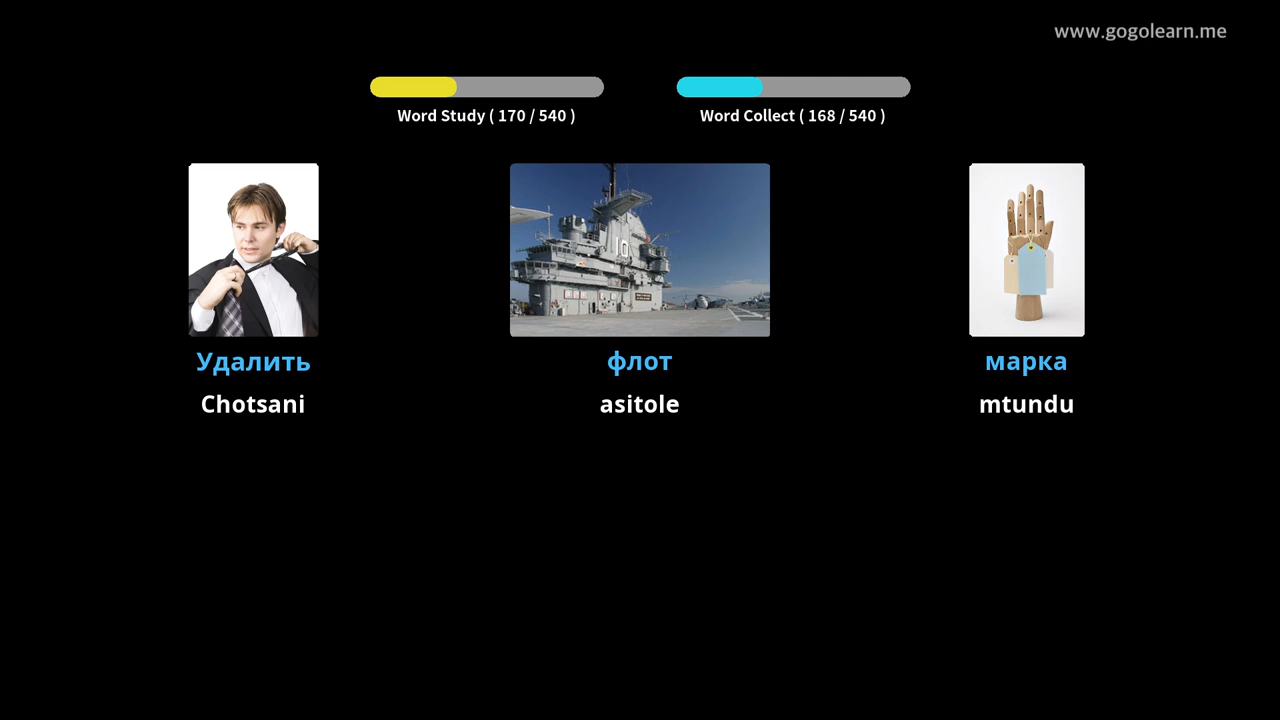 www.gogolearn.me
Word Study ( 170 / 540 )
Word Collect ( 168 / 540 )
Удалить
флот
марка
Chotsani
asitole
mtundu